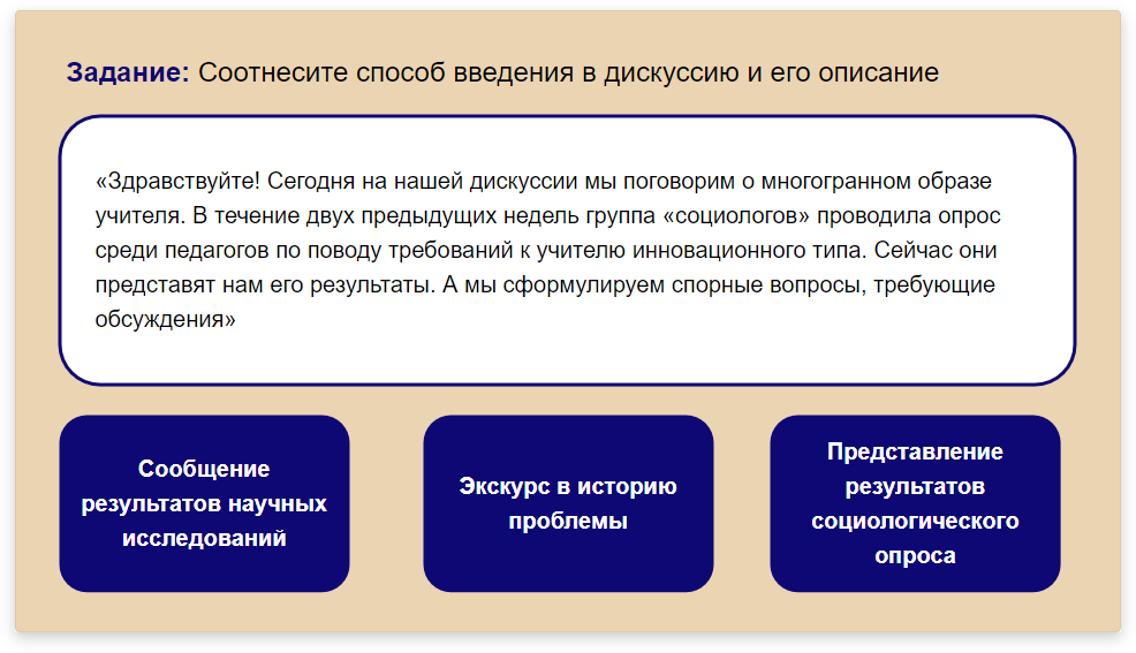 Задание: Соотнесите способ введения в дискуссию и его описание
«Здравствуйте! Сегодня на нашей дискуссии мы поговорим о многогранном образе
учителя. В течение двух предыдущих недель группа «социологов» проводила опрос
среди педагогов по поводу требований к учителю инновационного типа. Сейчас они
представят нам его результаты. А мы сформулируем спорные вопросы, требующие
обсуждения»
Сообщение
результатов научных
исследований
Экскурс в историю
проблемы
Представление
результатов
социологического
опроса